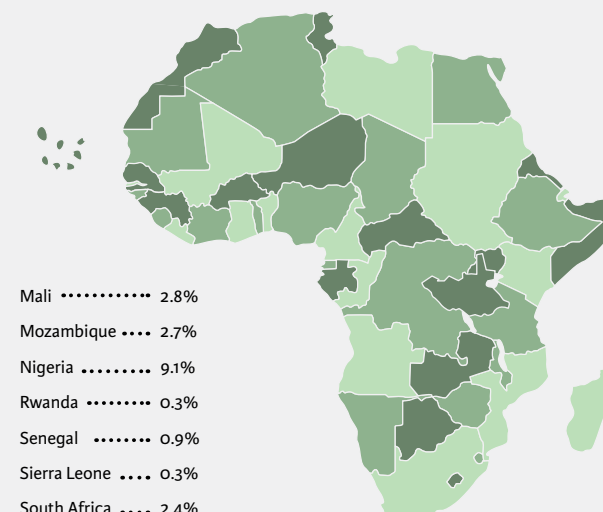 Mali ............... 2.8%
Mozambique .... 2.7%
Nigeria .......... 9.1%
Rwanda .......... 0.3%
Senegal ........ 0.9%
Sierra Leone .... 0.3%
South Africa .... 2.4%